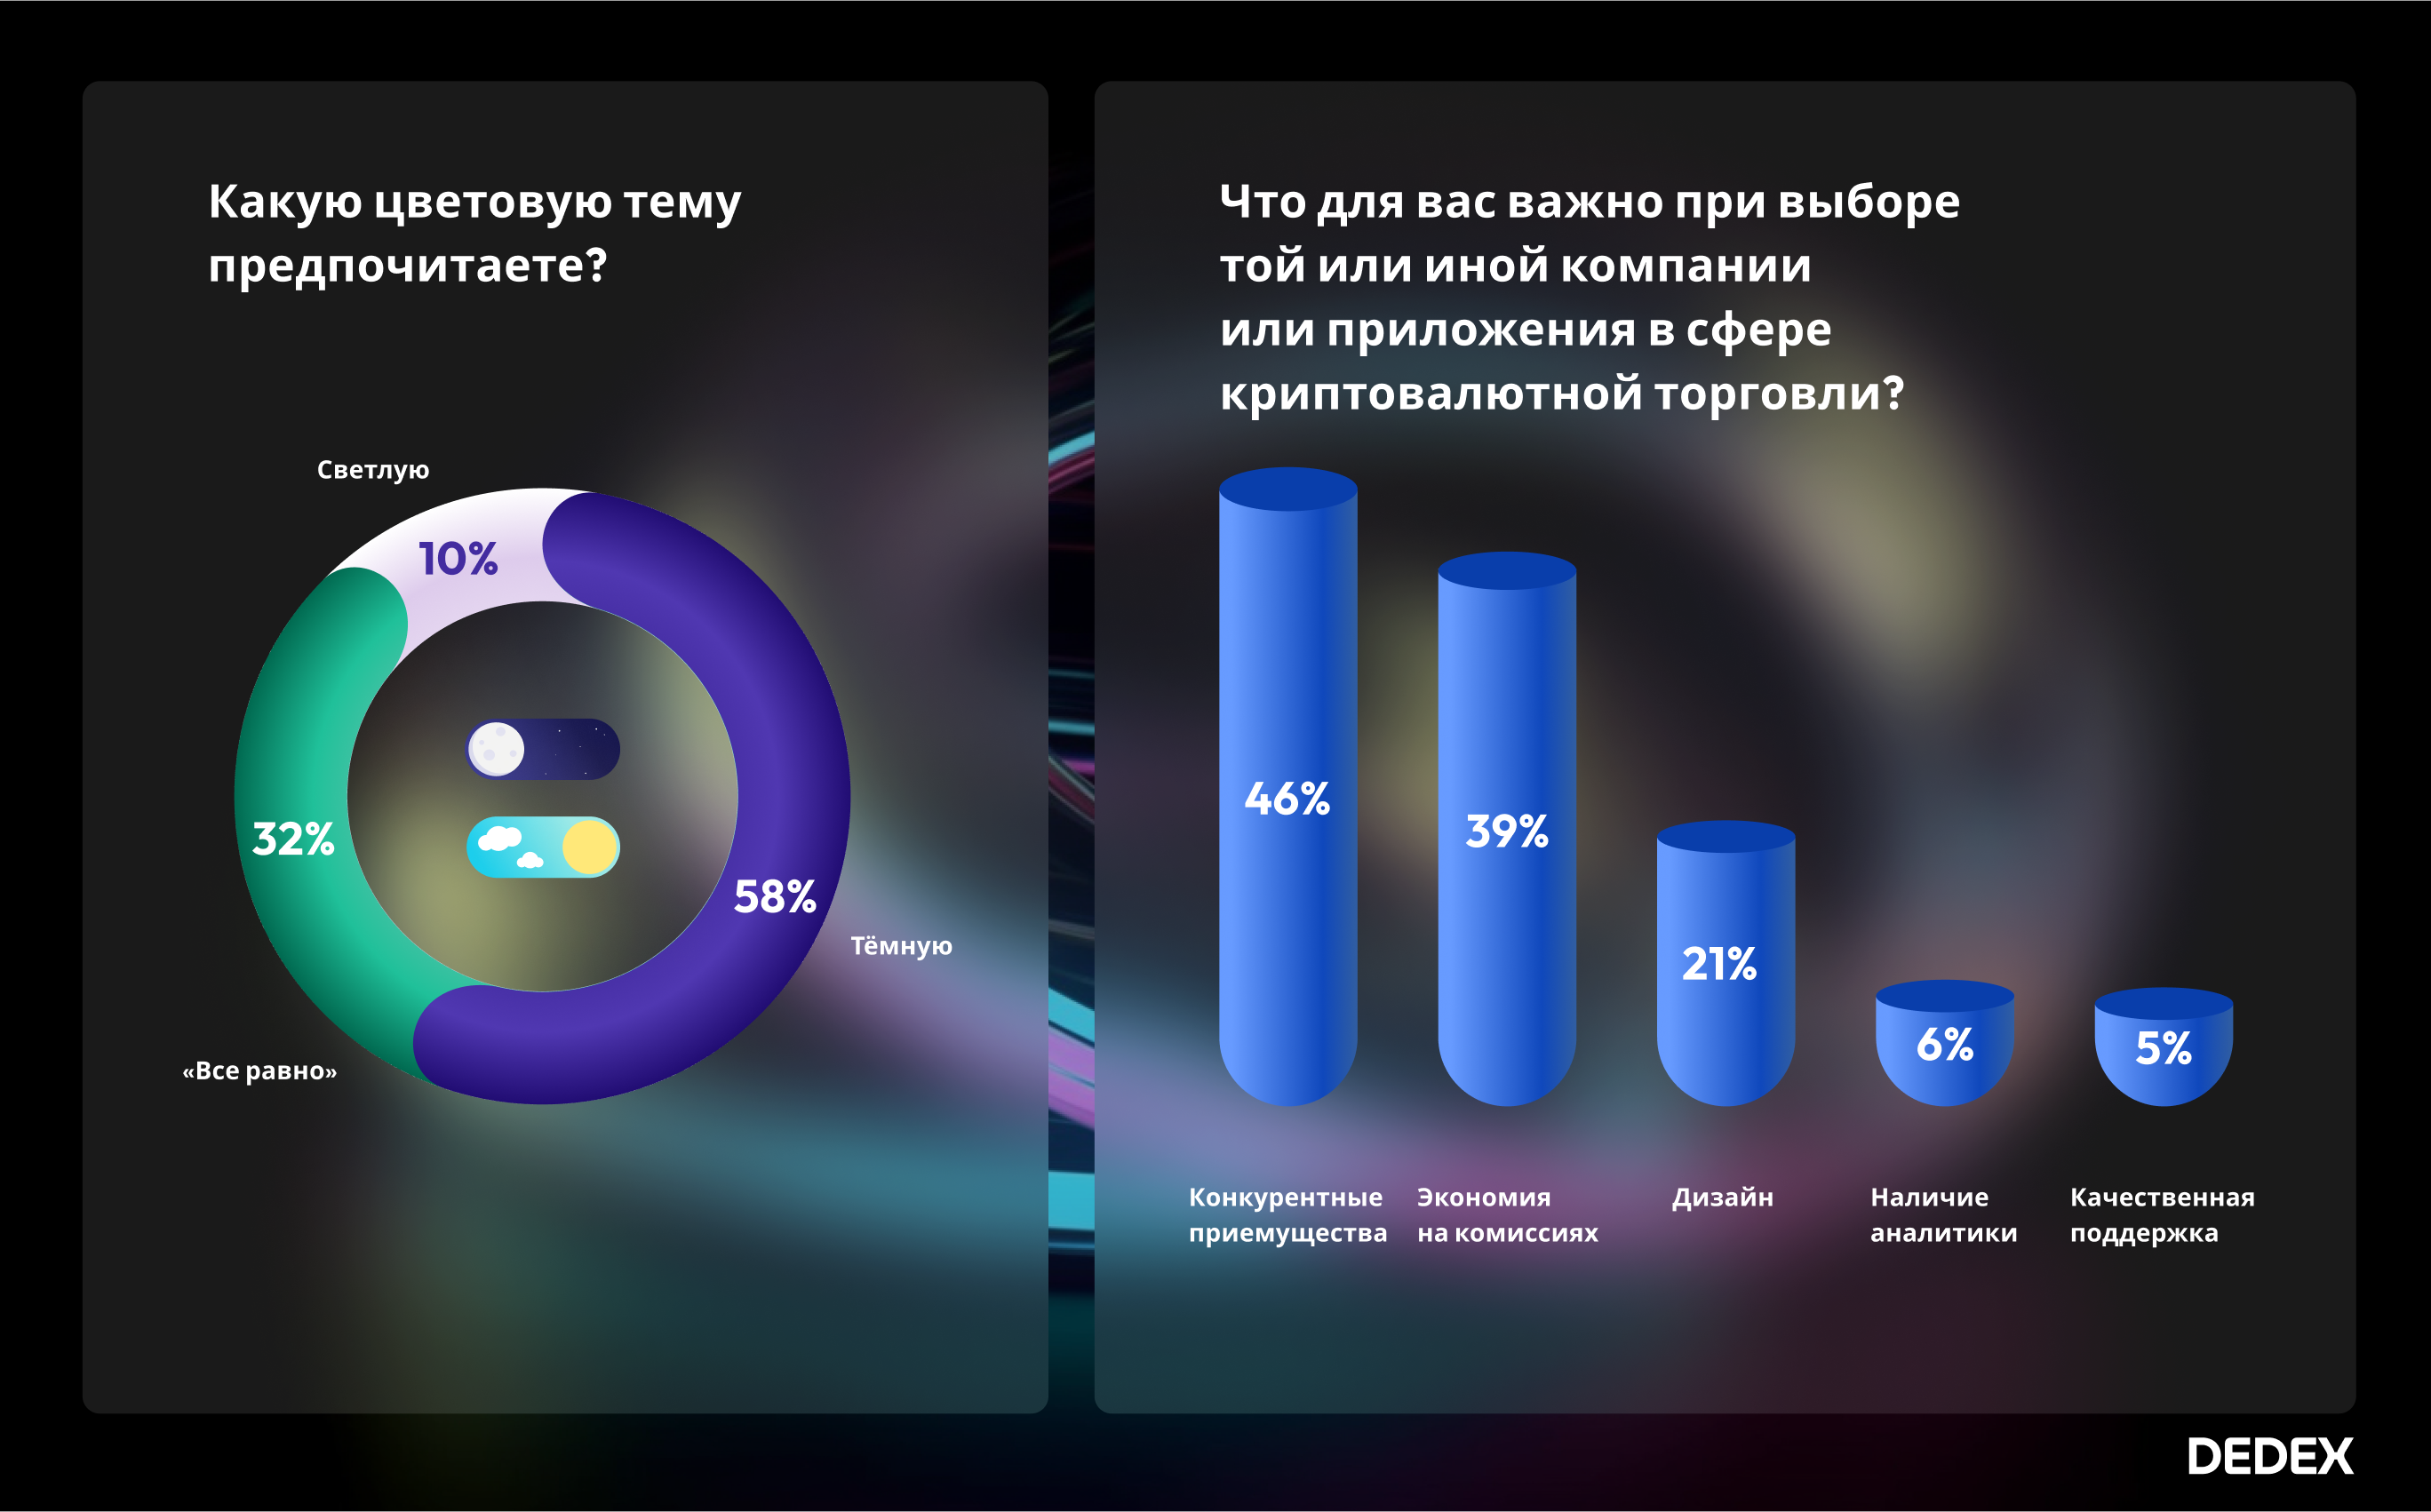 Какую цветовую тему
предпочитаете?
Светлую
10%
32%
58%
Тёмную
«Все равно»
Что для вас важно при выборе
той или иной компании
или приложения в сфере
криптовалютной торговли?
46%
39%
21%
6%
5%
Конкурентные
приемущества
Экономия
на комиссиях
Дизайн
Наличие
аналитики
Качественная
поддержка
DEDEX